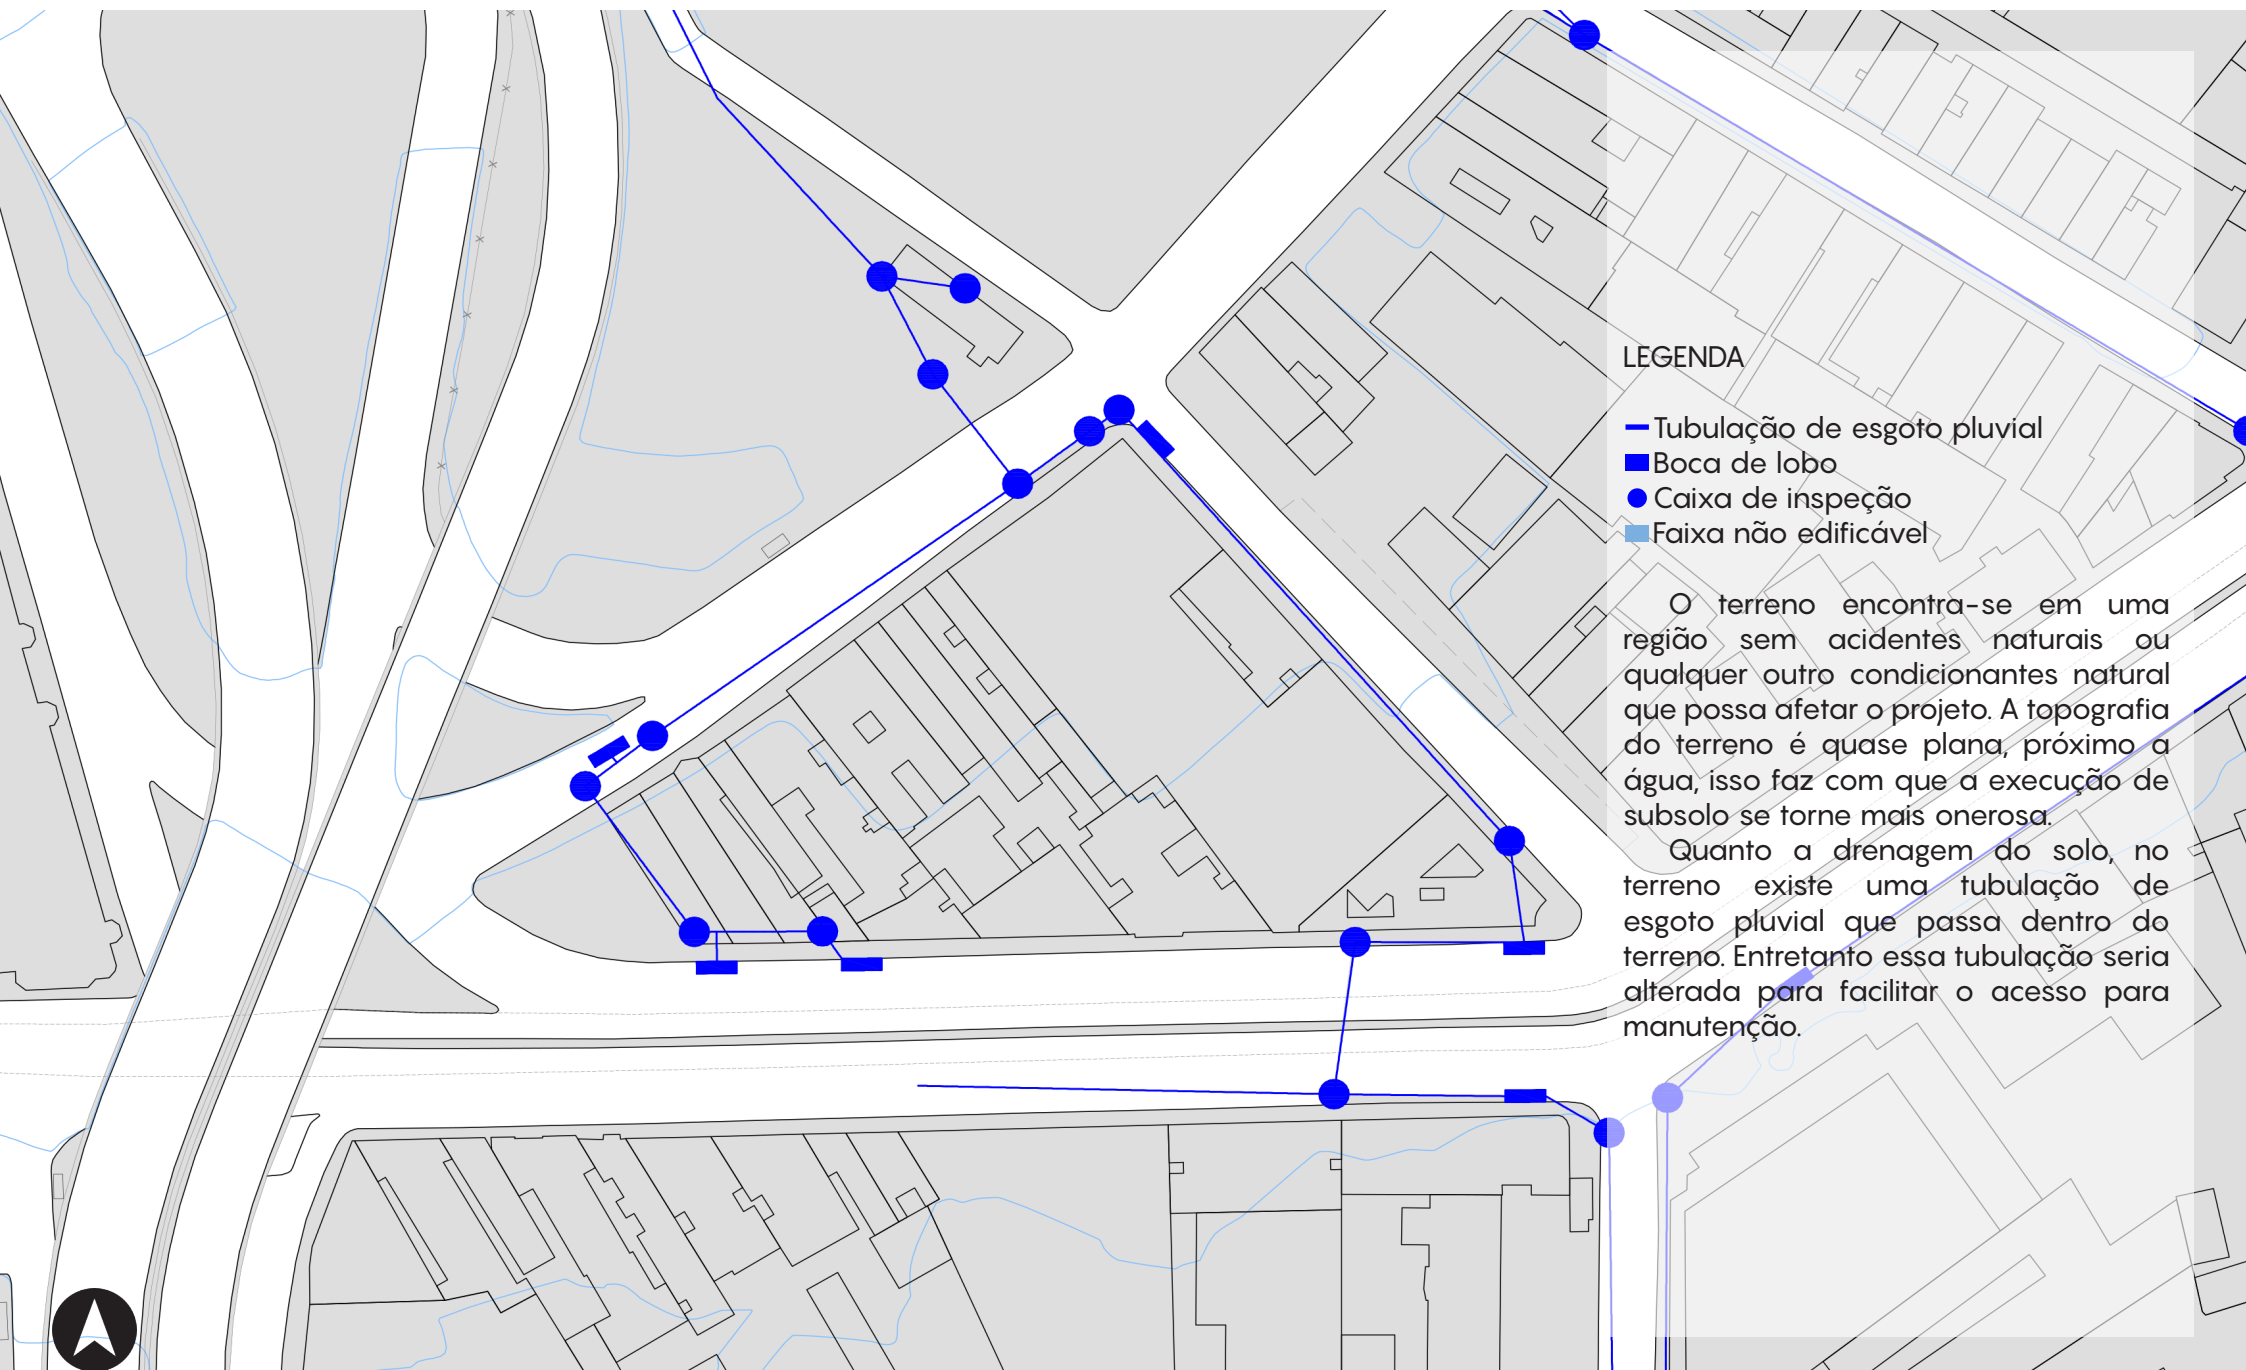 LEGENDA
Tubulação de esgoto pluvial
Boca de lobo
Caixa de inspeção
Faixa não edificável
O terreno encontra-se em uma
região sem acidentes naturais ou
qualquer outro condicionantes natural
que possa afetar o projeto. A topografia
do terreno é quase plana, próximo a
água, isso faz com que a execução de
subsolo se torne mais onerosa.
Quanto a drenagem do solo, no
terreno existe uma tubulação de
esgoto pluvial que passa dentro do
terreno. Entretanto essa tubulação seria
alterada para facilitar o acesso para
manutenção.